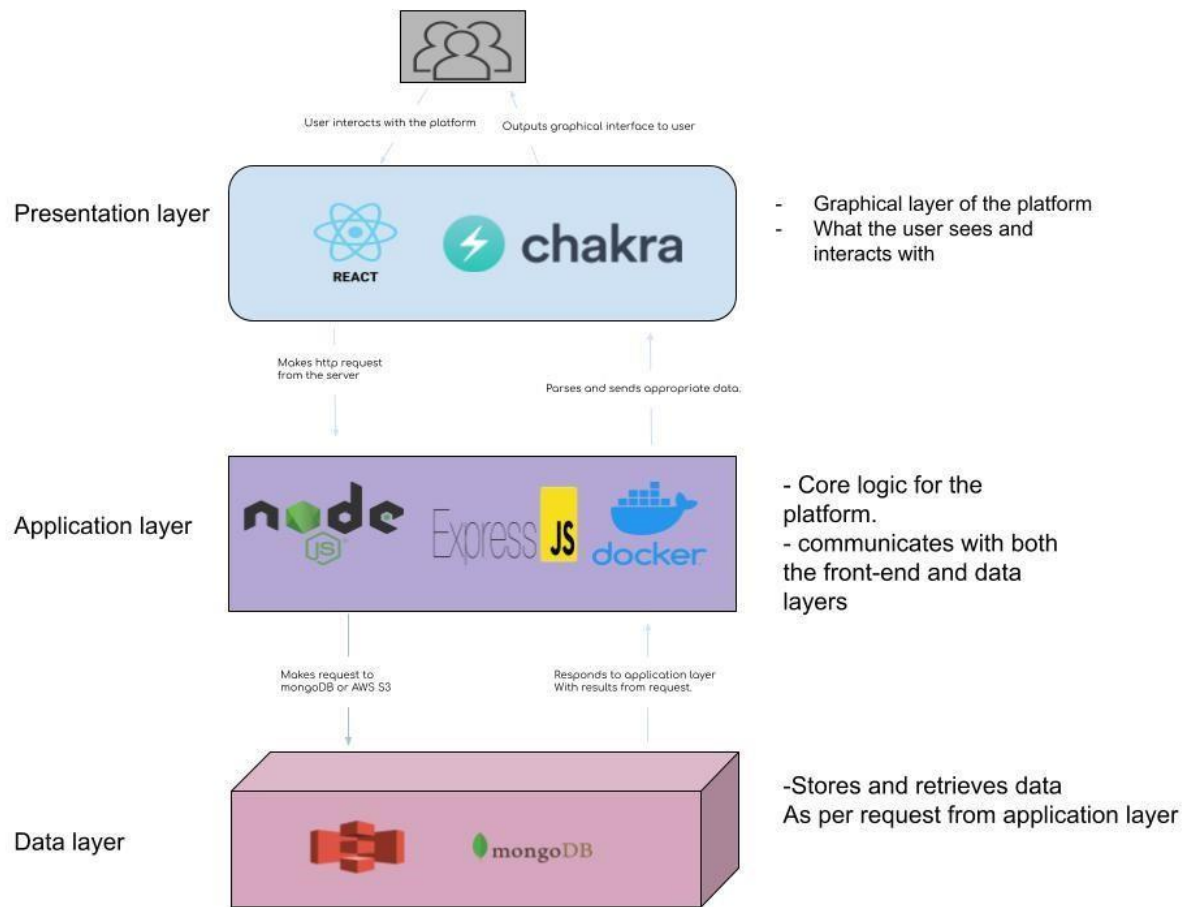 User interacts with the platform
Outputs graphical interface to user
Presentation layer
REACT
chakra
- Graphical layer of the platform
- What the user sees and
interacts with
Makes http request
from the server
Parses and sends appropriate data.
Application layer
node
JS
Express JS
docker
- Core logic for the
platform.
- communicates with both
the front-end and data
layers
Makes request to
mongoDB or AWS S3
Responds to application layer
With results from request.
Data layer
mongoDB
-Stores and retrieves data
As per request from application layer